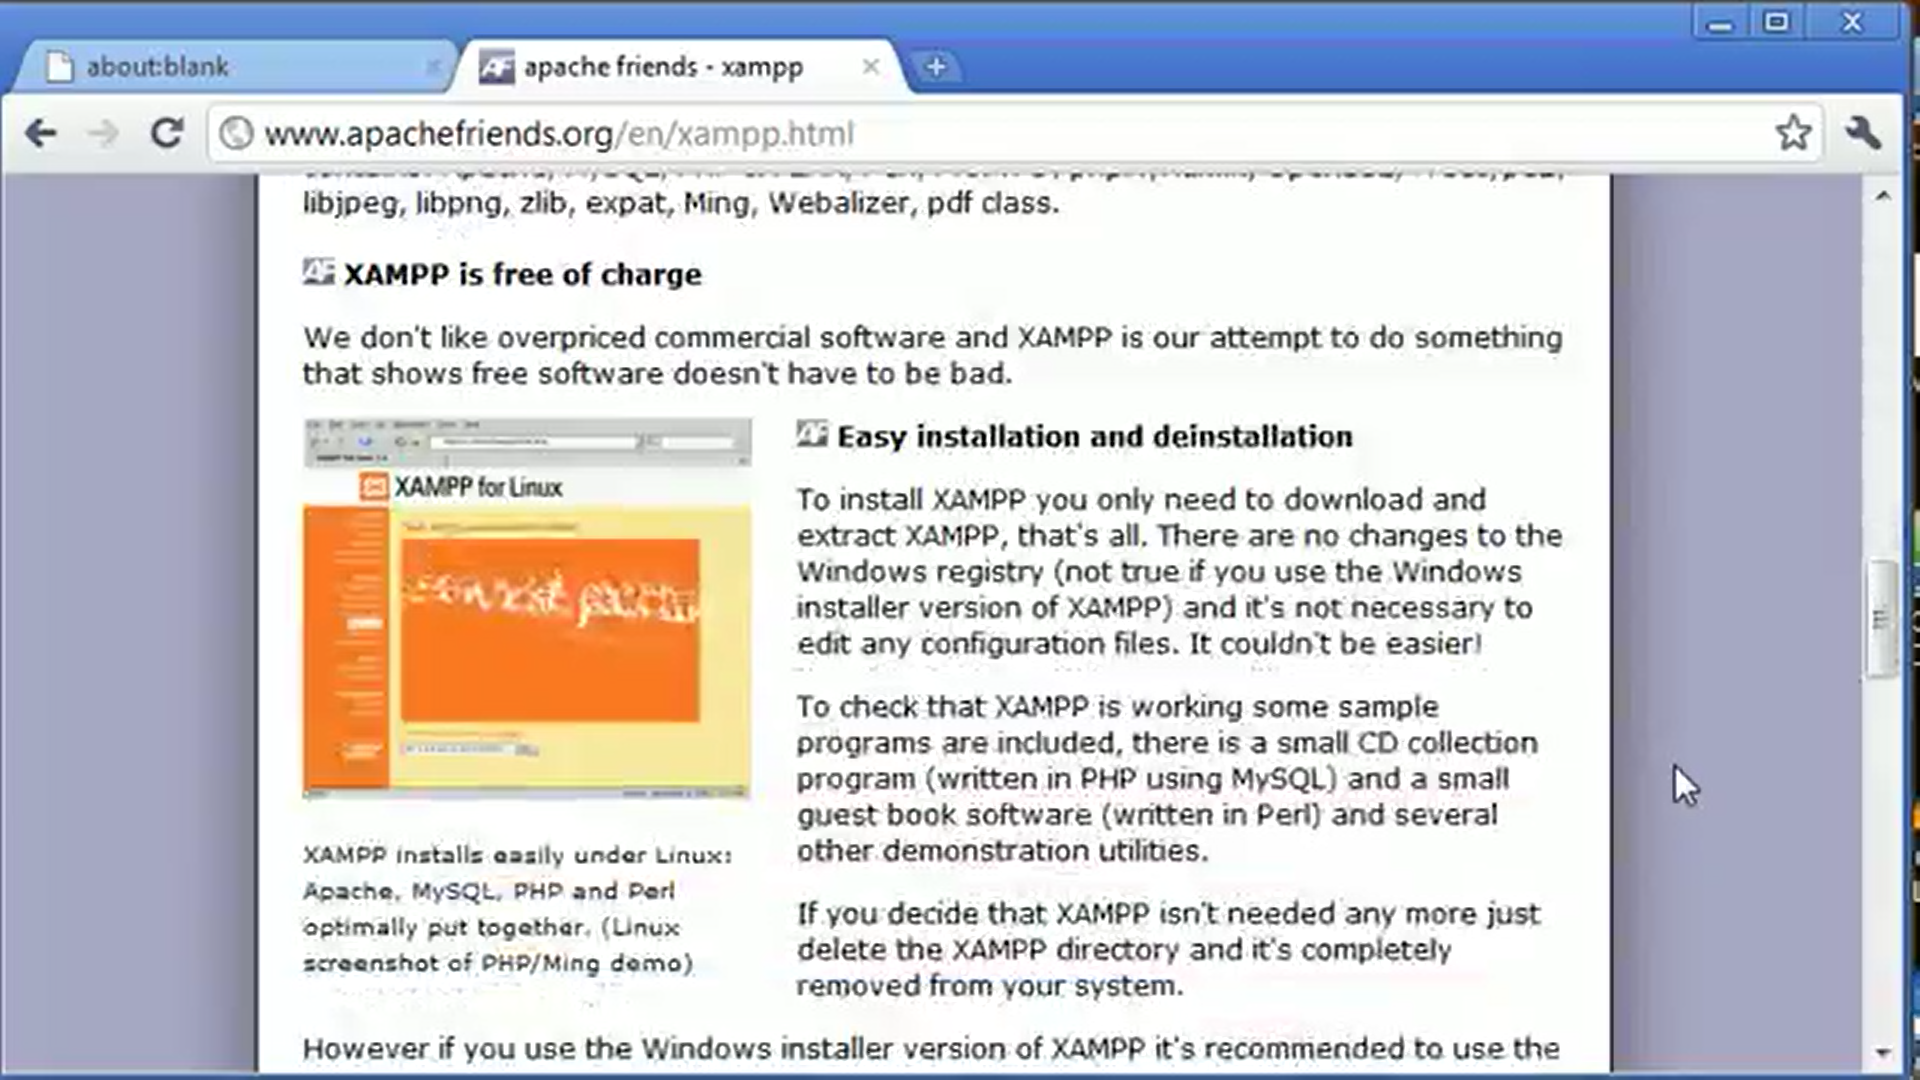 about:blank
apache friends - xampp
www.apachefriends.org/en/xampp.html
libjpeg, libpng, zlib, expat, Ming, Webalizer, pdf class.
XAMPP is free of charge
We don't like overpriced commercial software and XAMPP is our attempt to do something
that shows free software doesn't have to be bad.
XAMPP for Linux
XAMPP installs easily under Linux:
Apache, MySQL, PHP and Perl
optimally put together. (Linux
screenshot of PHP/Ming demo)
Easy installation and deinstallation
To install XAMPP you only need to download and
extract XAMPP, that's all. There are no changes to the
Windows registry (not true if you use the Windows
installer version of XAMPP) and it's not necessary to
edit any configuration files. It couldn't be easier!
To check that XAMPP is working some sample
programs are included, there is a small CD collection
program (written in PHP using MySQL) and a small
guest book software (written in Perl) and several
other demonstration utilities.
If you decide that XAMPP isn't needed any more just
delete the XAMPP directory and it's completely
removed from your system.
However if you use the Windows installer version of XAMPP it's recommended to use the